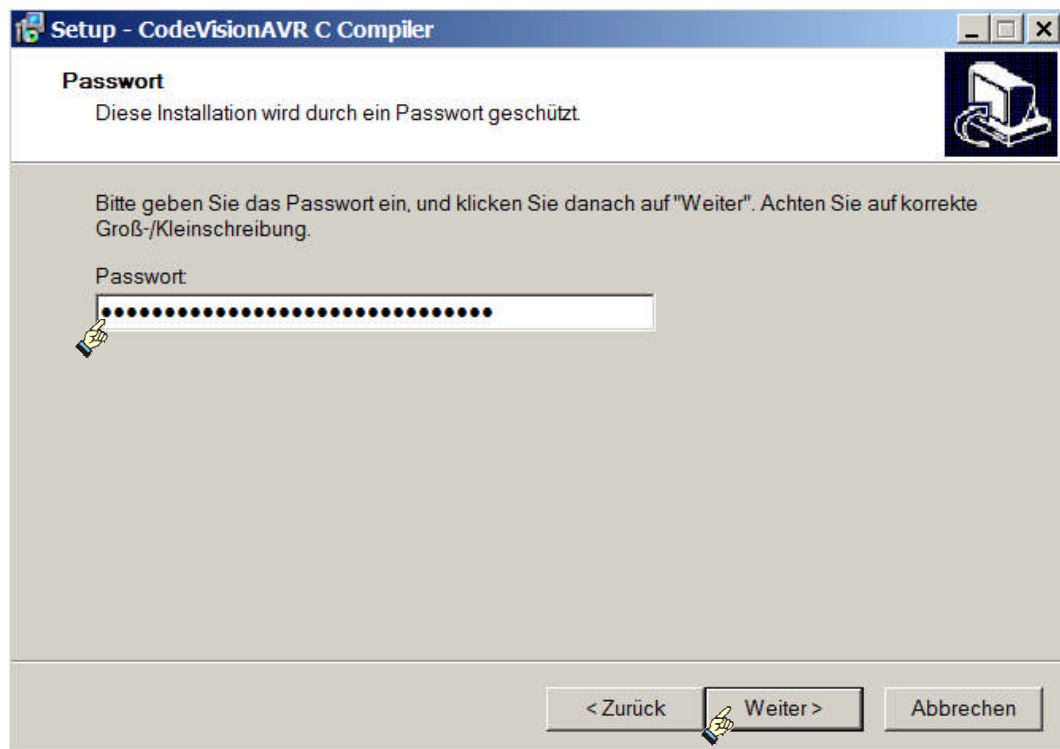 Setup - CodeVisionAVR C Compiler
Passwort
Diese Installation wird durch ein Passwort geschützt.
Bitte geben Sie das Passwort ein, und klicken Sie danach auf "Weiter". Achten Sie auf korrekte
Groß-/Kleinschreibung.
Passwort:
●●●●●●●●●●●●●●●●●●●●●●●●●●●●●●●●
< Zurück
Weiter >
Abbrechen